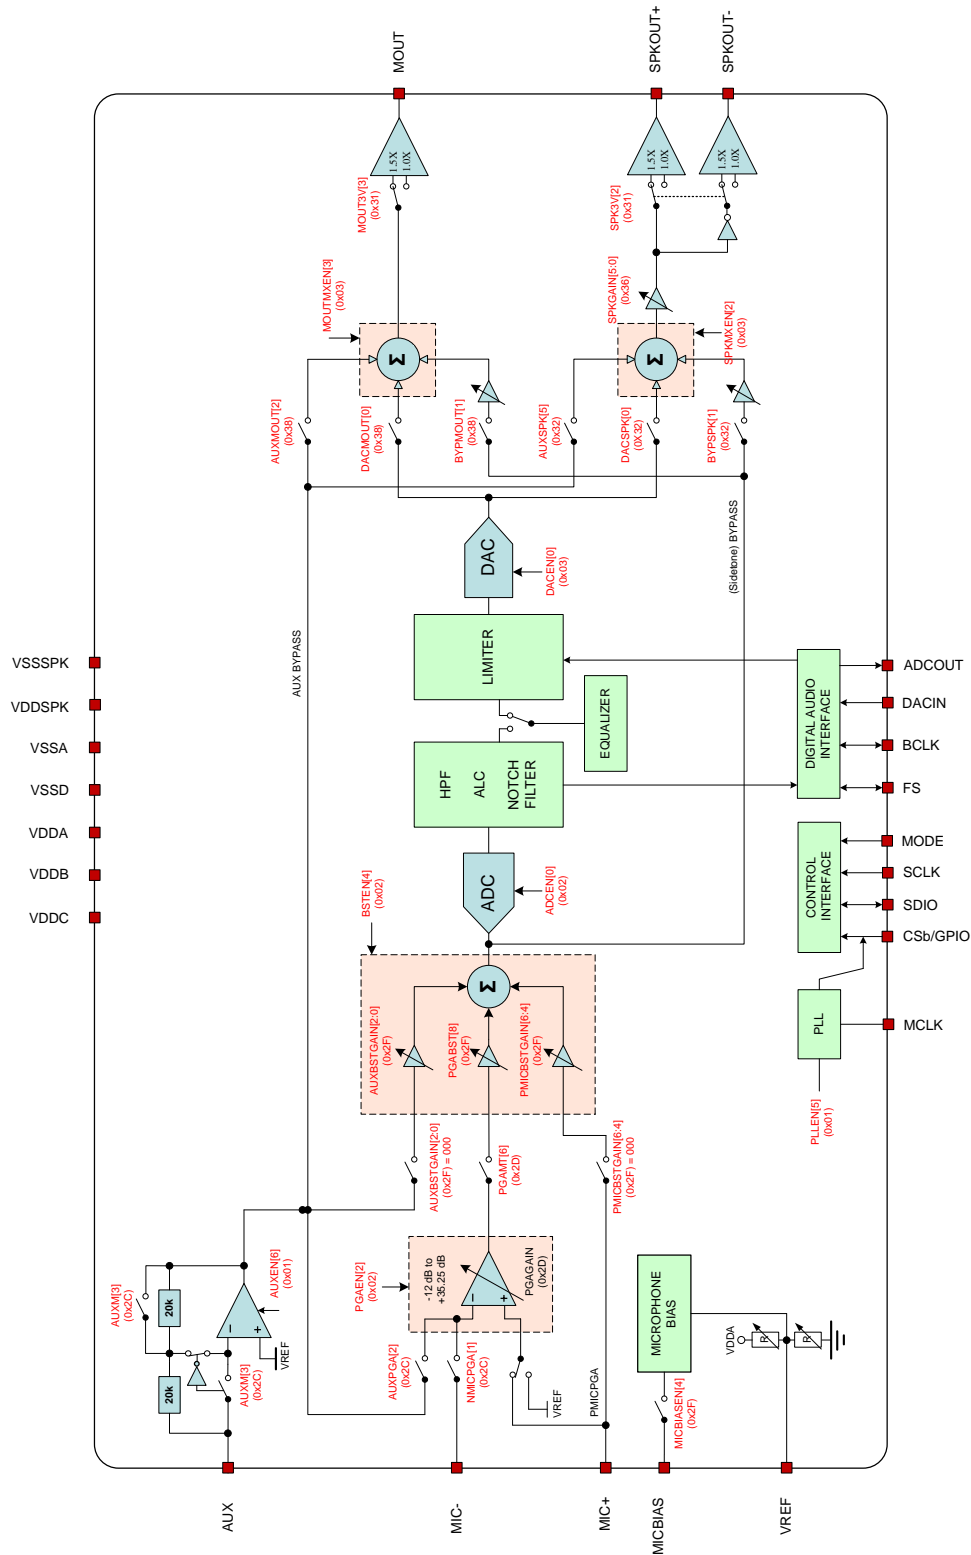 MOUT
SPKOUT+
SPKOUT-
1.5X
1.0X
1.5X
1.0X
1.5X
1.0X
MOUT3V[3]
(0x31)
SPK3V[2]
(0x31)
MOUTMXEN[3]
(0x03)
SPKGAIN[5:0]
(0x36)
SPKMXEN[2]
(0x03)
Σ
Σ
AUXMOUT[2]
(0x38)
DACMOUT[0]
(0x38)
BYPMOUT[1]
(0x38)
AUXSPK[5]
(0x32)
DACSPK[0]
(0X32)
BYPSPK[1]
(0x32)
DAC
DACEN[0]
(0x03)
(Sidetone) BYPASS
AUX BYPASS
VSSSPK
VDDSPK
VSSA
VSSD
VDDA
VDDB
VDDC
LIMITER
EQUALIZER
HPF
ALC
NOTCH
FILTER
DIGITAL AUDIO
INTERFACE
ADCOUT
DACIN
BCLK
FS
CONTROL
INTERFACE
MODE
SCLK
SDIO
CSb/GPIO
PLL
MCLK
PLLEN[5]
(0x01)
ADC
ADCEN[0]
(0x02)
BSTEN[4]
(0x02)
Σ
AUXBSTGAIN[2:0]
(0x2F)
PGABST[8]
(0x2F)
PMICBSTGAIN[6:4]
(0x2F)
AUXBSTGAIN[2:0]
(0x2F) = 000
PGAMT[6]
(0x2D)
PMICBSTGAIN[6:4]
(0x2F) = 000
AUXM[3]
(0x2C)
20k
20k
AUXEN[6]
(0x01)
−
+
VREF
AUXM[3]
(0x2C)
PGAEN[2]
(0x02)
-12 dB to
+35.25 dB
−
+
PGAGAIN
(0x2D)
AUXPGA[2]
(0x2C)
NMICPGA[1]
(0x2C)
VREF
PMICPGA
MICROPHONE
BIAS
MICBIASEN[4]
(0x2F)
VDDA
R
R
AUX
MIC-
MIC+
MICBIAS
VREF